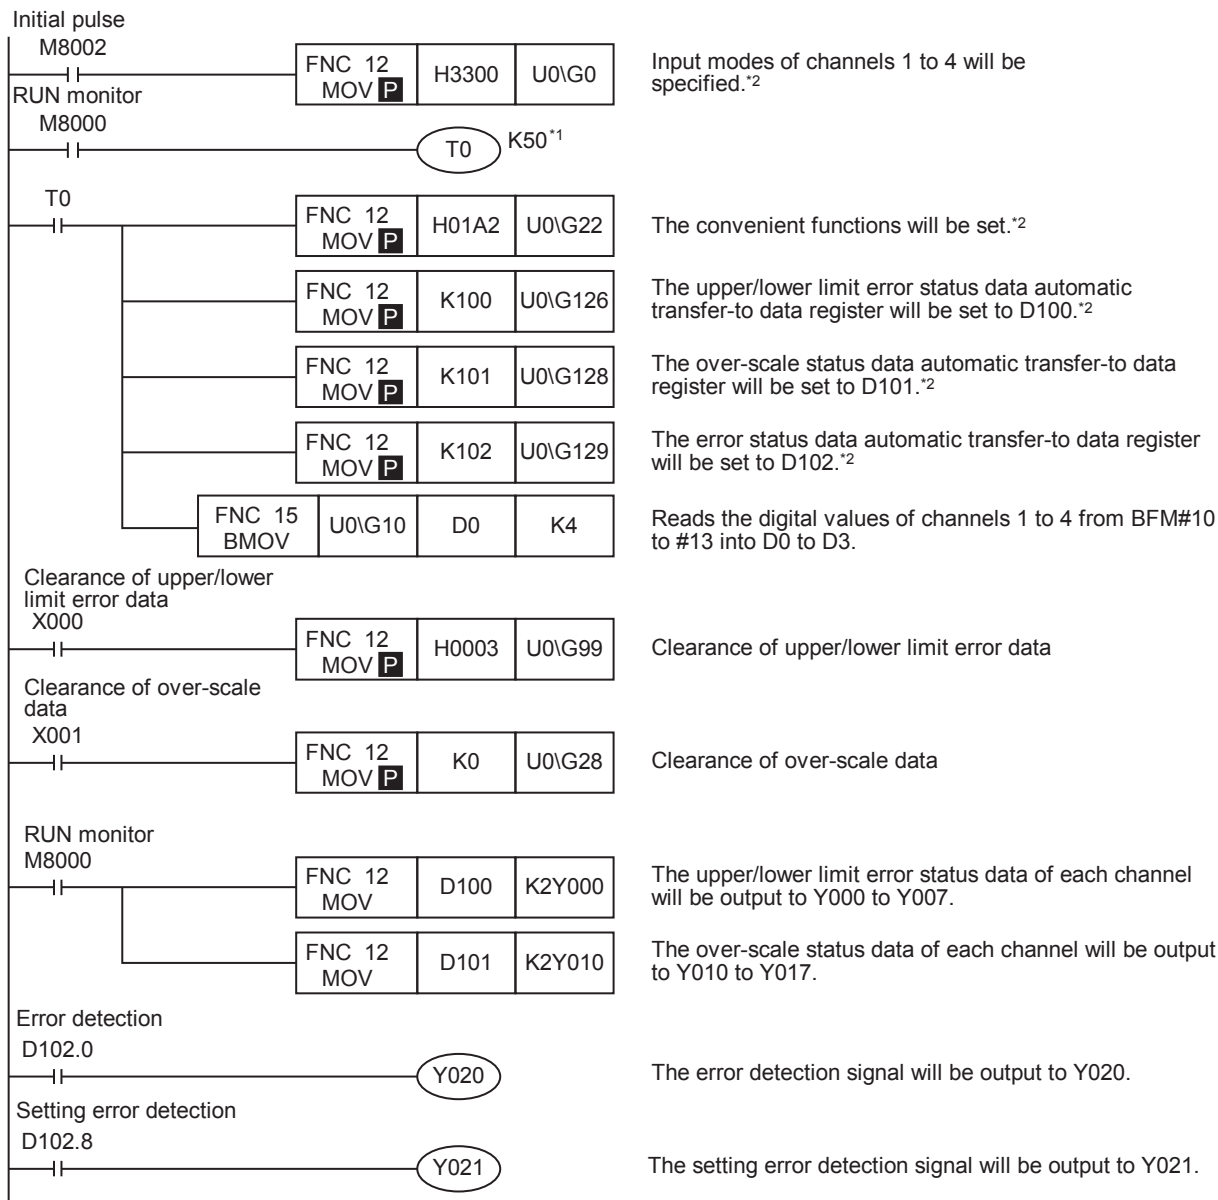 Initial pulse
M8002
FNC 12
MOV P
H3300
U0\G0
Input modes of channels 1 to 4 will be
specified.*2
RUN monitor
M8000
T0
K50*1
T0
FNC 12
MOV P
H01A2
U0\G22
The convenient functions will be set.*2
FNC 12
MOV P
K100
U0\G126
The upper/lower limit error status data automatic
transfer-to data register will be set to D100.*2
FNC 12
MOV P
K101
U0\G128
The over-scale status data automatic transfer-to data
register will be set to D101.*2
FNC 12
MOV P
K102
U0\G129
The error status data automatic transfer-to data register
will be set to D102.*2
FNC 15
BMOV
U0\G10
D0
K4
Reads the digital values of channels 1 to 4 from BFM#10
to #13 into D0 to D3.
Clearance of upper/lower
limit error data
X000
FNC 12
MOV P
H0003
U0\G99
Clearance of upper/lower limit error data
Clearance of over-scale
data
X001
FNC 12
MOV P
K0
U0\G28
Clearance of over-scale data
RUN monitor
M8000
FNC 12
MOV
D100
K2Y000
The upper/lower limit error status data of each channel
will be output to Y000 to Y007.
FNC 12
MOV
D101
K2Y010
The over-scale status data of each channel will be output
to Y010 to Y017.
Error detection
D102.0
Y020
The error detection signal will be output to Y020.
Setting error detection
D102.8
Y021
The setting error detection signal will be output to Y021.